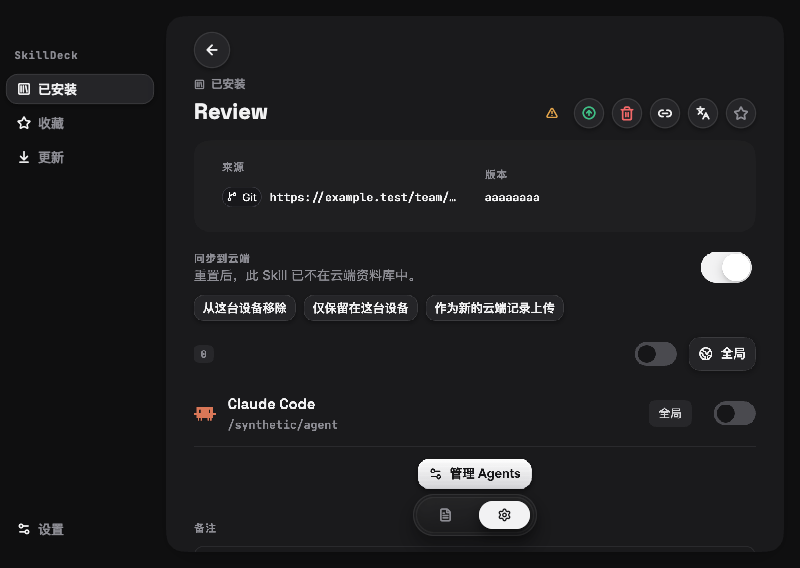 SkillDeck
已安装
收藏
更新
设置
已安装
Review
来源
Git https://example.test/team/…
版本
aaaaaaaa
同步到云端
重置后，此 Skill 已不在云端资料库中。
从这台设备移除 仅保留在这台设备 作为新的云端记录上传
0 全局
Claude Code
/synthetic/agent
全局
管理 Agents
备注